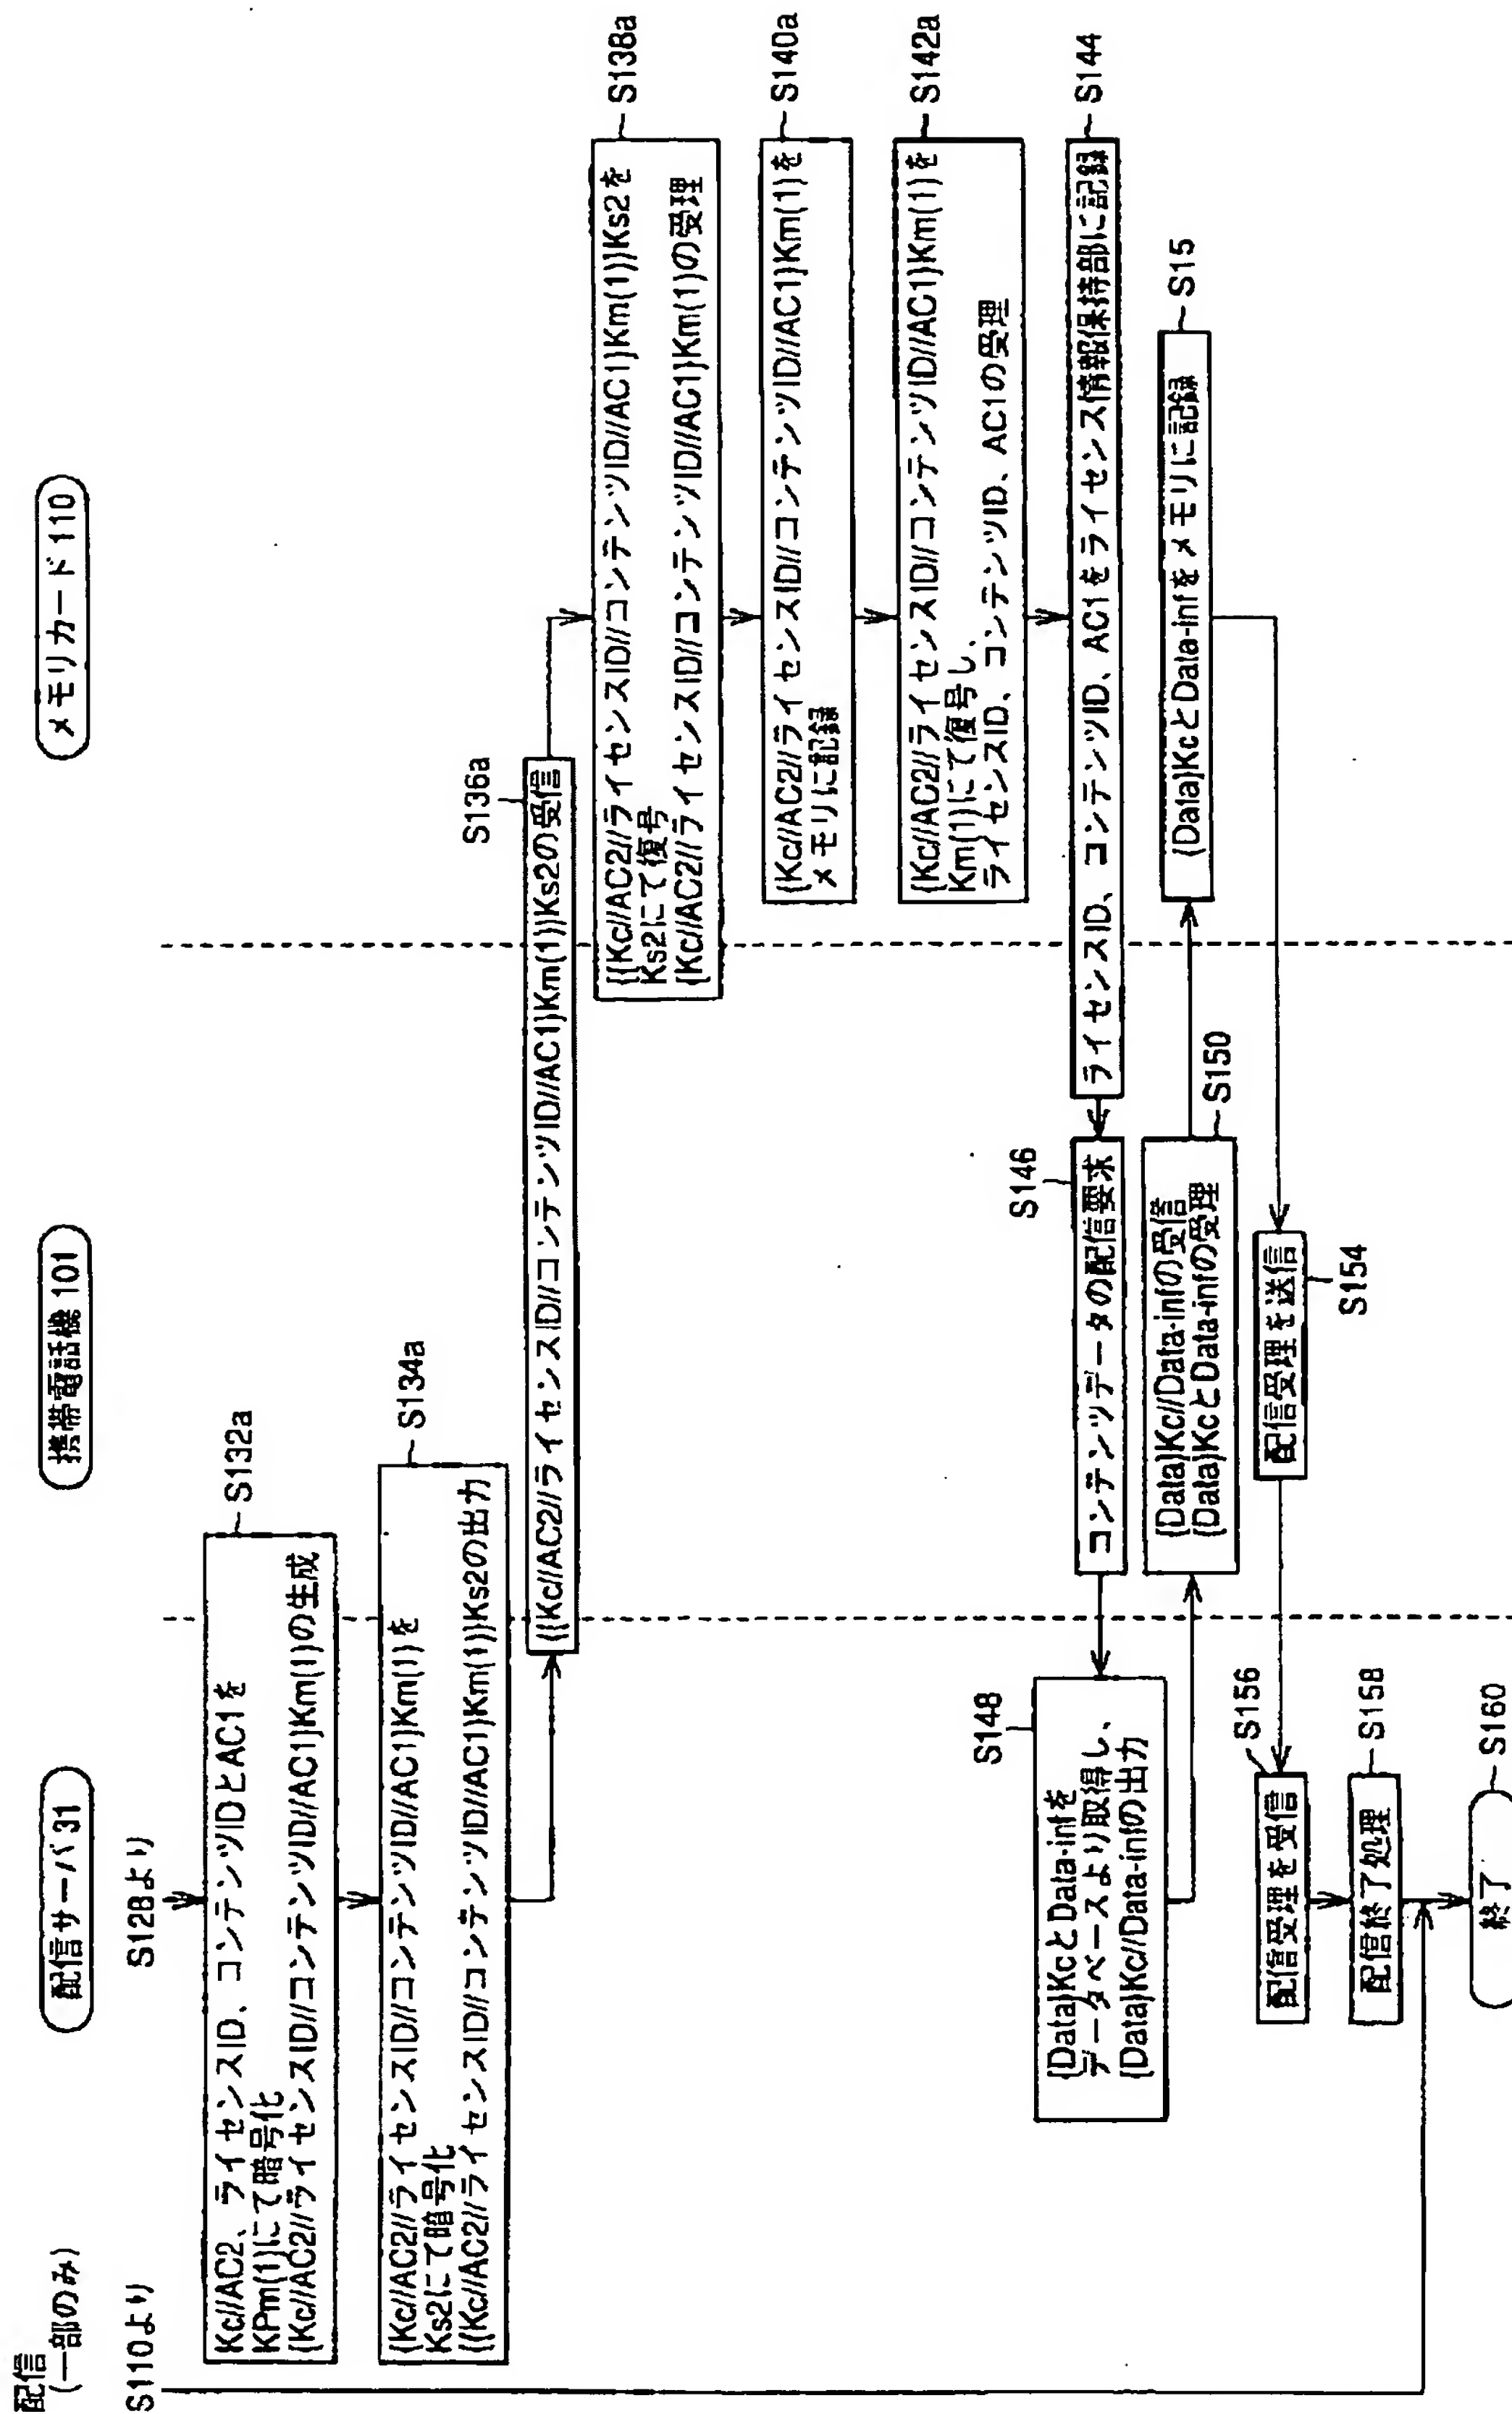 配信
(一部のみ)
配信サーバ31
携帯電話機101
メモリカード110
S110より
S128より
S132a
Kc//AC2、ライセンスID、コンテンツIDとAC1を
KPm(1)にて暗号化
{Kc//AC2//ライセンスID//コンテンツID//AC1}Km(1)の生成
S134a
{Kc//AC2//ライセンスID//コンテンツID//AC1}Km(1)を
Ks2にて暗号化
{{Kc//AC2//ライセンスID//コンテンツID//AC1}Km(1)}Ks2の出力
S136a
{{Kc//AC2//ライセンスID//コンテンツID//AC1}Km(1)}Ks2の受信
S138a
{{Kc//AC2//ライセンスID//コンテンツID//AC1}Km(1)}Ks2を
Ks2にて復号
{Kc//AC2//ライセンスID//コンテンツID//AC1}Km(1)の受理
S140a
{Kc//AC2//ライセンスID//コンテンツID//AC1}Km(1)を
メモリに記録
S142a
{Kc//AC2//ライセンスID//コンテンツID//AC1}Km(1)を
Km(1)にて復号し、
ライセンスID、コンテンツID、AC1の受理
S144
ライセンスID、コンテンツID、AC1をライセンス情報保持部に記録
S146
コンテンツデータの配信要求
S148
{Data}KcとData-infを
データベースより取得し、
{Data}Kc//Data-infの出力
S150
{Data}Kc//Data-infの受信
{Data}KcとData-infの受理
S15
{Data}KcとData-infをメモリに記録
S154
配信受理を送信
S156
配信受理を受信
S158
配信終了処理
S160
終了